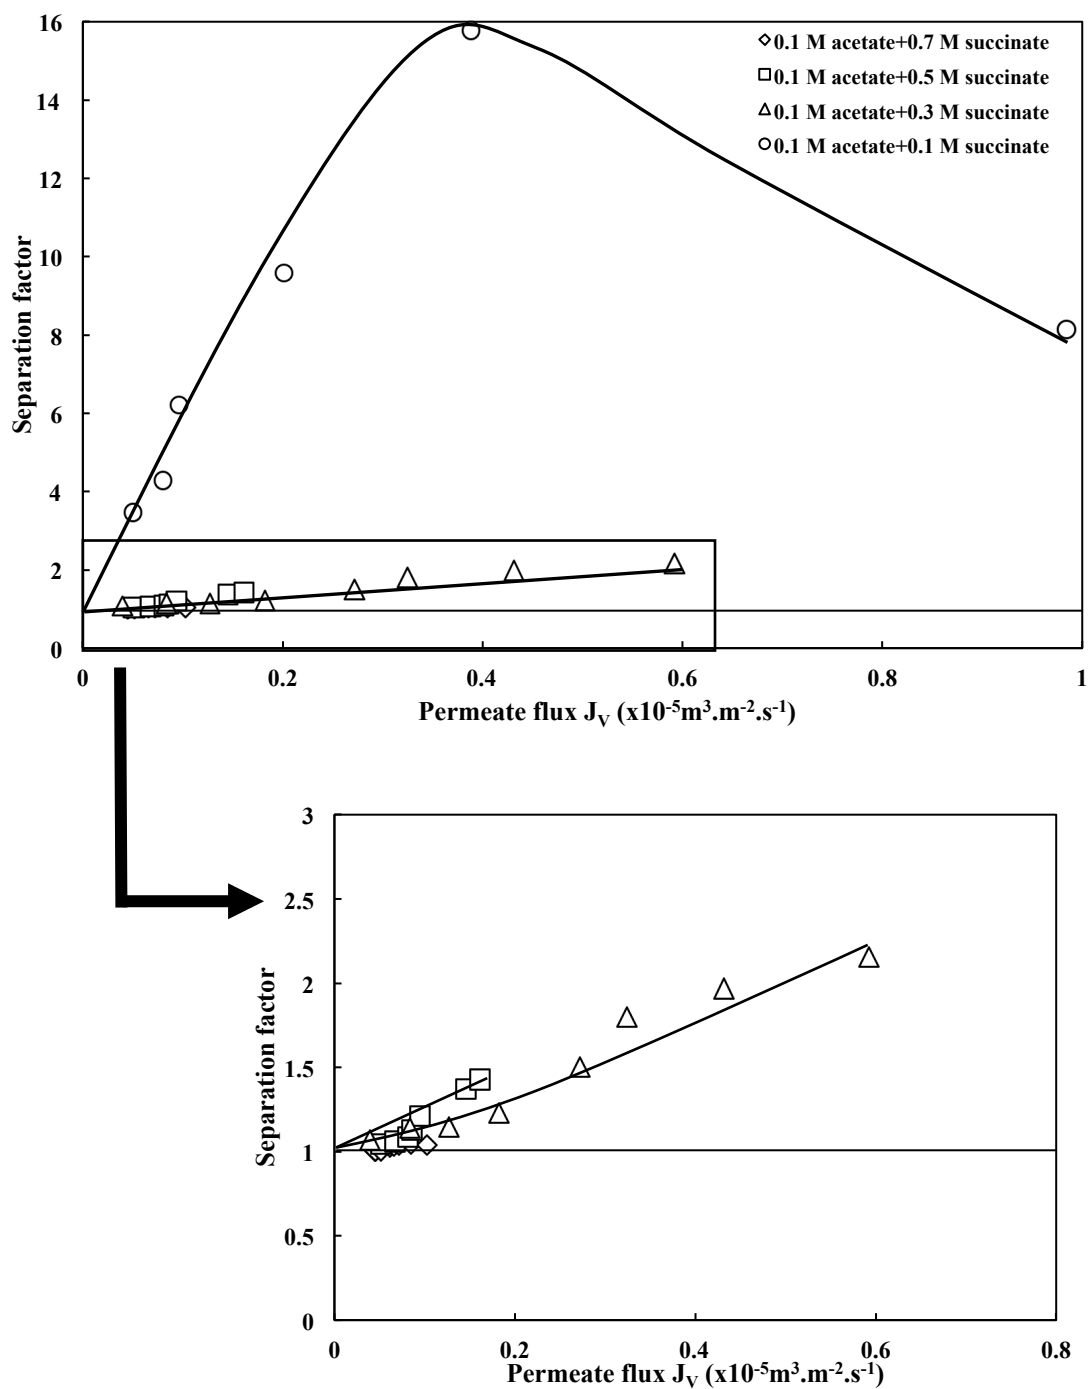 16
14
12
10
8
6
4
2
0
Separation factor
0.1 M acetate+0.7 M succinate
0.1 M acetate+0.5 M succinate
0.1 M acetate+0.3 M succinate
0.1 M acetate+0.1 M succinate
0 0.2 0.4 0.6 0.8 1
Permeate flux J_V (x10^-5 m^3.m^-2.s^-1)
3
2.5
2
1.5
1
0.5
0
Separation factor
0 0.2 0.4 0.6 0.8
Permeate flux J_V (x10^-5 m^3.m^-2.s^-1)